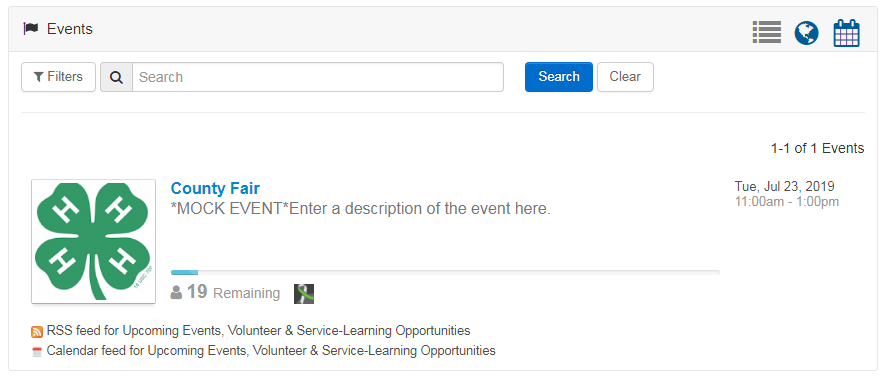 Events
Filters
Search
Search
Clear
1-1 of 1 Events
H H
H H
County Fair
*MOCK EVENT*Enter a description of the event here.
Tue, Jul 23, 2019
11:00am - 1:00pm
19 Remaining
RSS feed for Upcoming Events, Volunteer & Service-Learning Opportunities
Calendar feed for Upcoming Events, Volunteer & Service-Learning Opportunities